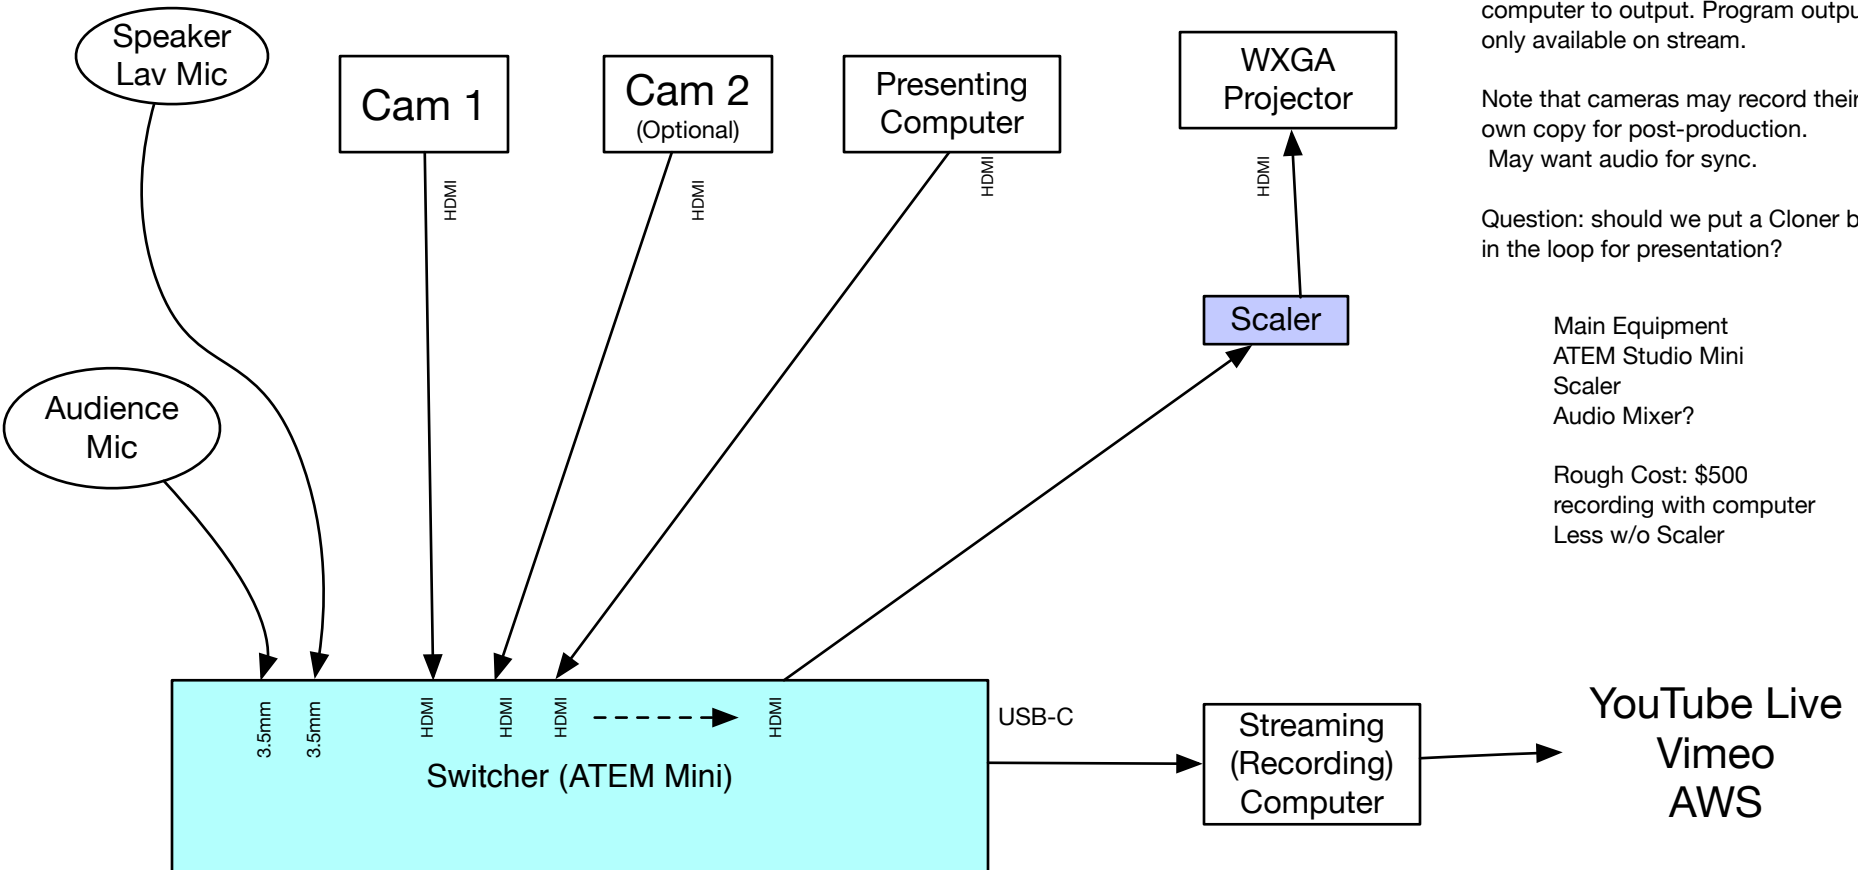 computer to output. Program
only available on stream.
Speaker
Lav Mic
Cam 1
Cam 2
(Optional)
Presenting
Computer
WXGA
Projector
Note that cameras may record their
own copy for post-production.
May want audio for sync.
HDMI
HDMI
HDMI
HDMI
Question: should we put a Cloner
in the loop for presentation?
Scaler
Main Equipment
ATEM Studio Mini
Scaler
Audio Mixer?
Audience
Mic
Rough Cost: $500
recording with computer
Less w/o Scaler
3.5mm
3.5mm
HDMI
HDMI
HDMI
HDMI
USB-C
Switcher (ATEM Mini)
Streaming
(Recording)
Computer
YouTube Live
Vimeo
AWS